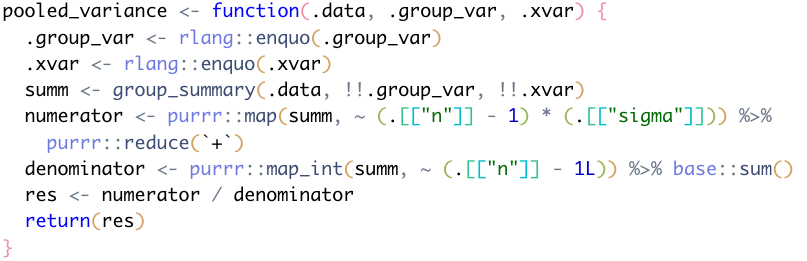 pooled_variance <- function(.data, .group_var, .xvar) {
  .group_var <- rlang::enquo(.group_var)
  .xvar <- rlang::enquo(.xvar)
  summ <- group_summary(.data, !!.group_var, !!.xvar)
  numerator <- purrr::map(summ, ~ (.[["n"]] - 1) * (.[["sigma"]])) %>%
    purrr::reduce(`+`)
  denominator <- purrr::map_int(summ, ~ (.[["n"]] - 1L)) %>% base::sum()
  res <- numerator / denominator
  return(res)
}